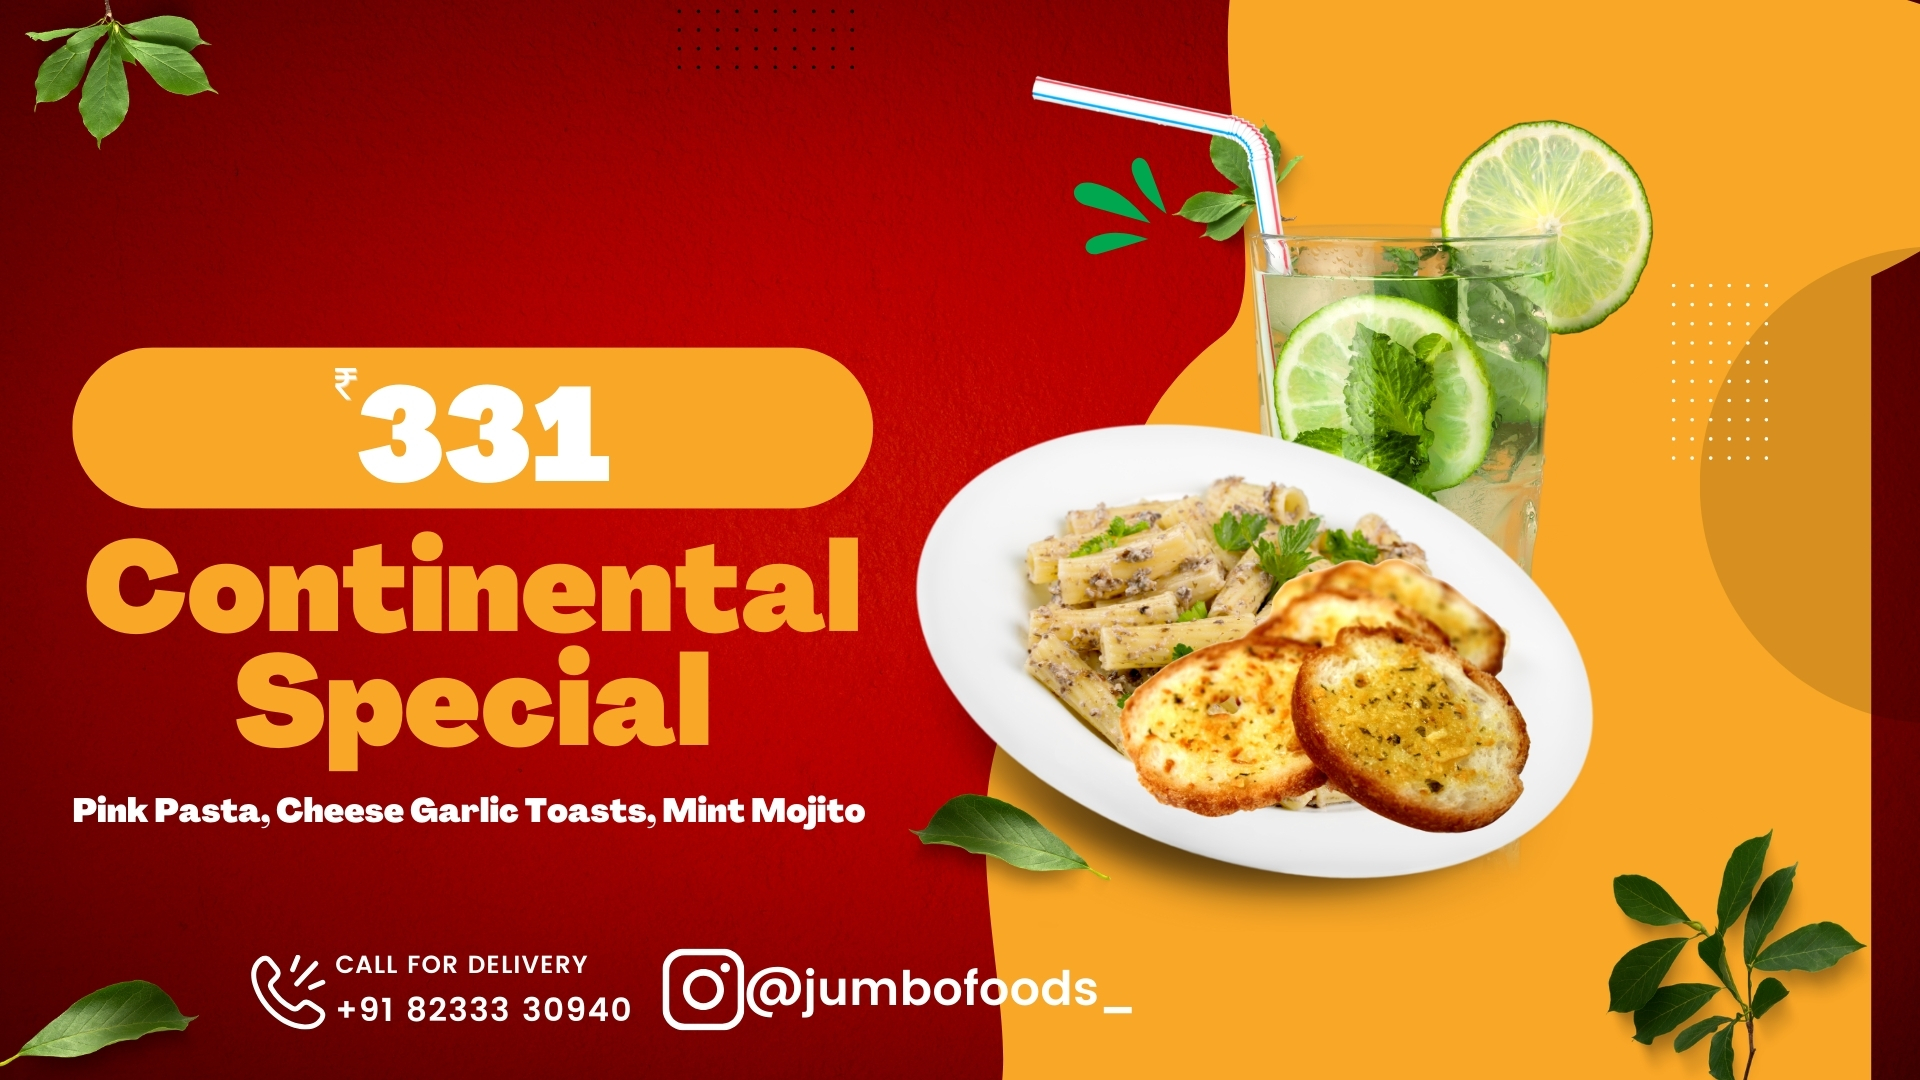 ₹331
Continental
Special
Pink Pasta, Cheese Garlic Toasts, Mint Mojito
CALL FOR DELIVERY
+91 82333 30940
@jumbofoods_